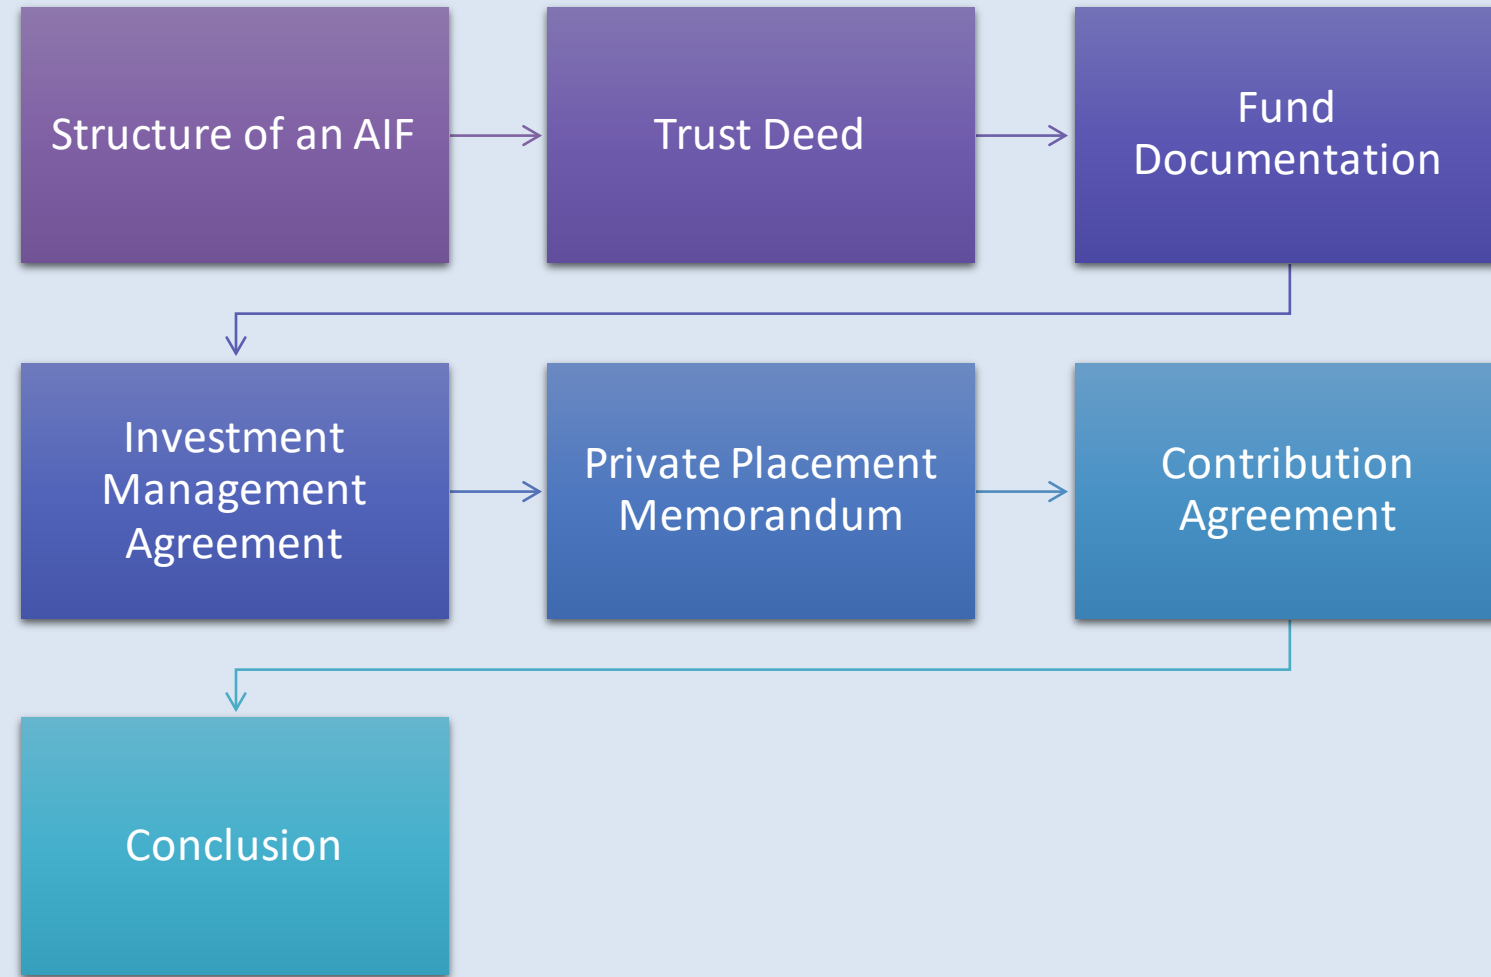 Structure of an AIF
Trust Deed
Fund
Documentation
Investment
Management
Agreement
Private Placement
Memorandum
Contribution
Agreement
Conclusion